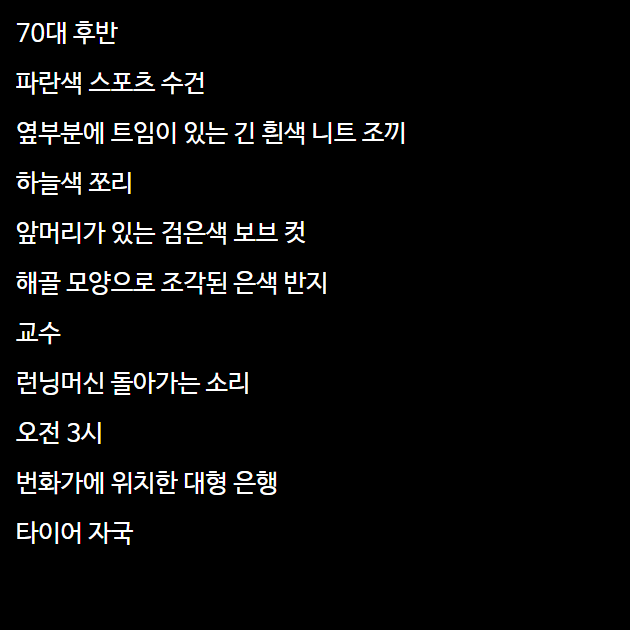 70대 후반
파란색 스포츠 수건
옆부분에 트임이 있는 긴 흰색 니트 조끼
하늘색 쪼리
앞머리가 있는 검은색 보브 컷
해골 모양으로 조각된 은색 반지
교수
런닝머신 돌아가는 소리
오전 3시
번화가에 위치한 대형 은행
타이어 자국